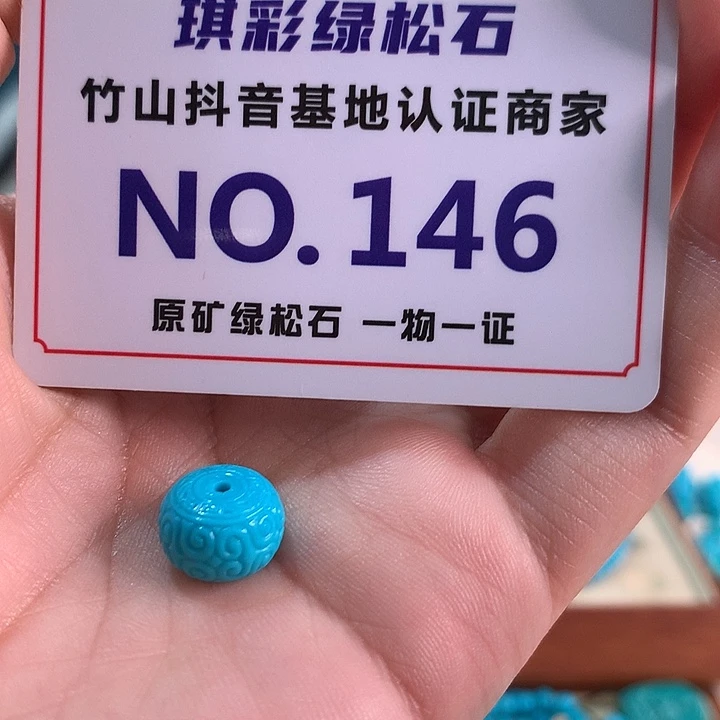 琪彩绿松石
竹山抖音基地认证商家
NO.146
原矿绿松石 一物一证